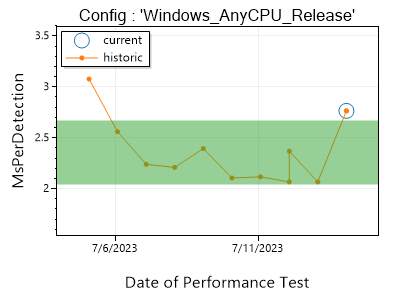 Config : 'Windows_AnyCPU_Release'
current
historic
3.5
3
2.5
2
MsPerDetection
7/6/2023
7/11/2023
Date of Performance Test